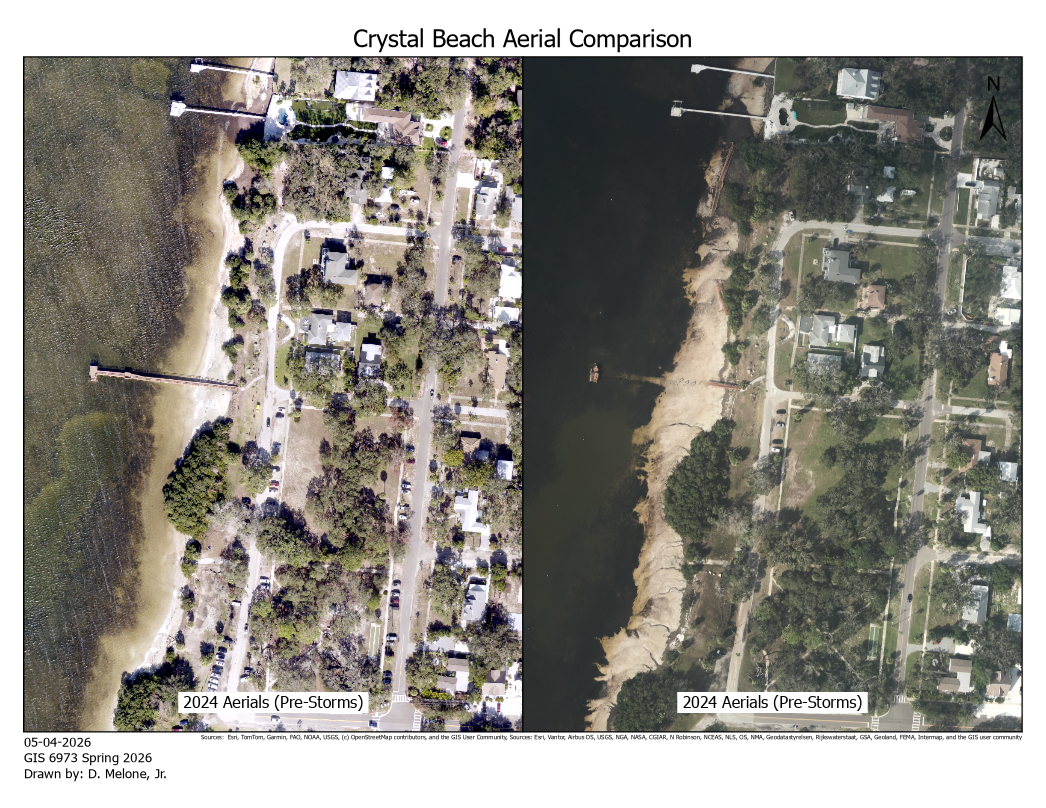 Crystal Beach Aerial Comparison
N
2024 Aerials (Pre-Storms)
2024 Aerials (Pre-Storms)
Sources: Esri, TomTom, Garmin, FAO, NOAA, USGS, (c) OpenStreetMap contributors, and the GIS User Community, Sources: Esri, Vantor, Airbus DS, USGS, NGA, NASA, CGIAR, N Robinson, NCEAS, NLS, OS, NMA, Geodatastyrelsen, Rijkswaterstaat, GSA, Geoland, FEMA, Intermap, and the GIS user community
05-04-2026
GIS 6973 Spring 2026
Drawn by: D. Melone, Jr.